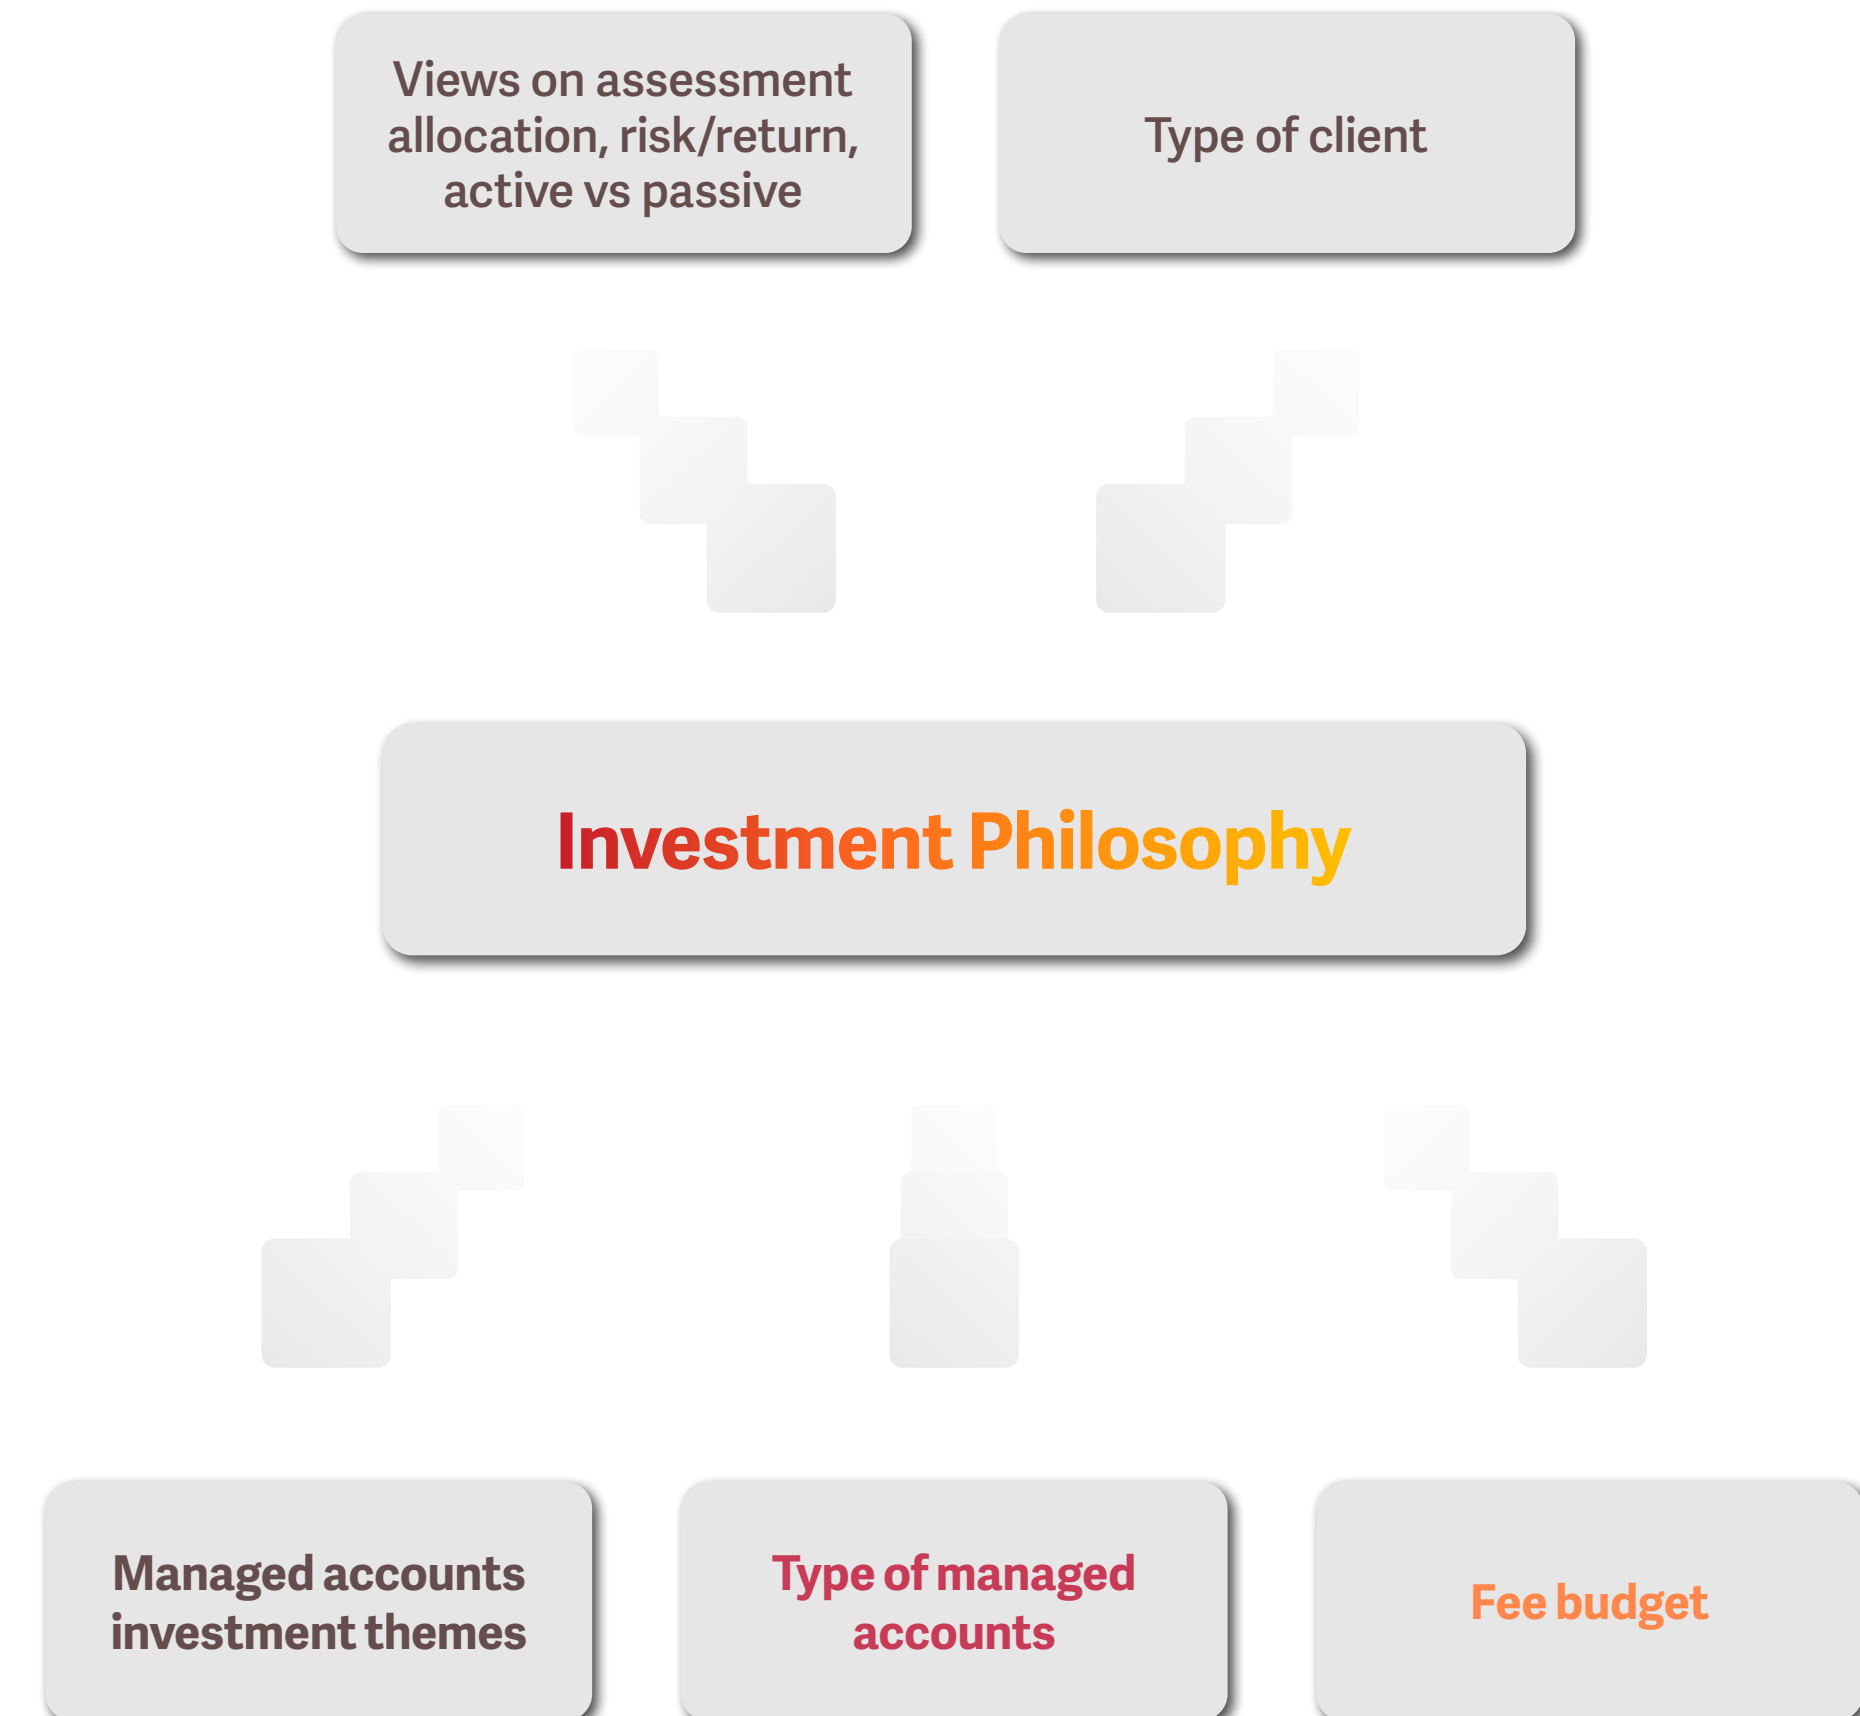 Views on assessment
allocation, risk/return,
active vs passive
Type of client
Investment Philosophy
Managed accounts
investment themes
Type of managed
accounts
Fee budget